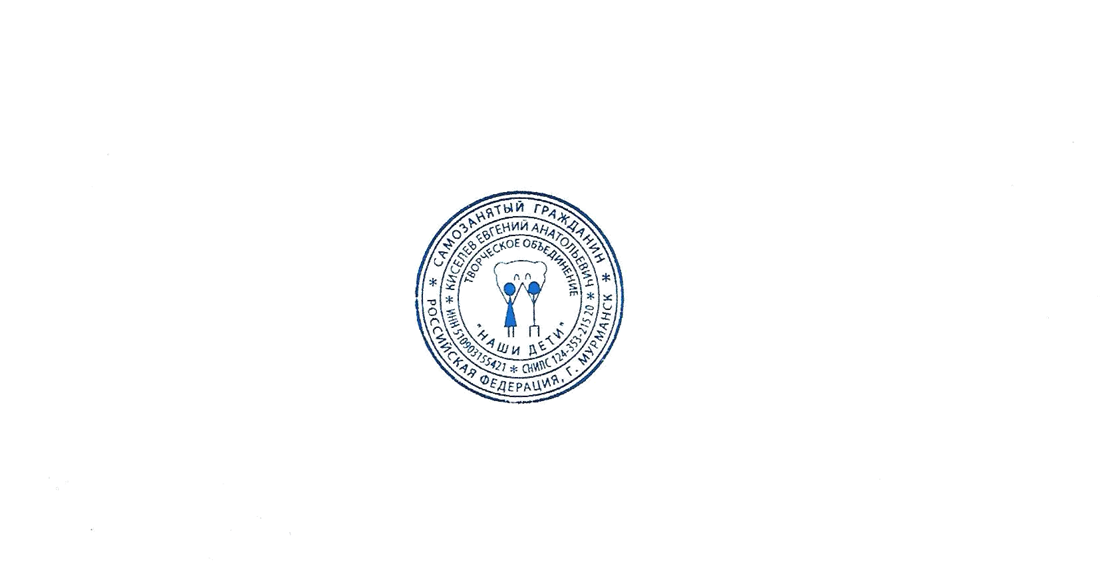 * САМОЗАНЯТЫЙ ГРАЖДАНИН *
РОССИЙСКАЯ ФЕДЕРАЦИЯ, Г. МУРМАНСК
* КИСЕЛЕВ ЕВГЕНИЙ АНАТОЛЬЕВИЧ *
ИНН 510903155421 * СНИЛС 124-353-215 20
ТВОРЧЕСКОЕ ОБЪЕДИНЕНИЕ
"НАШИ ДЕТИ"